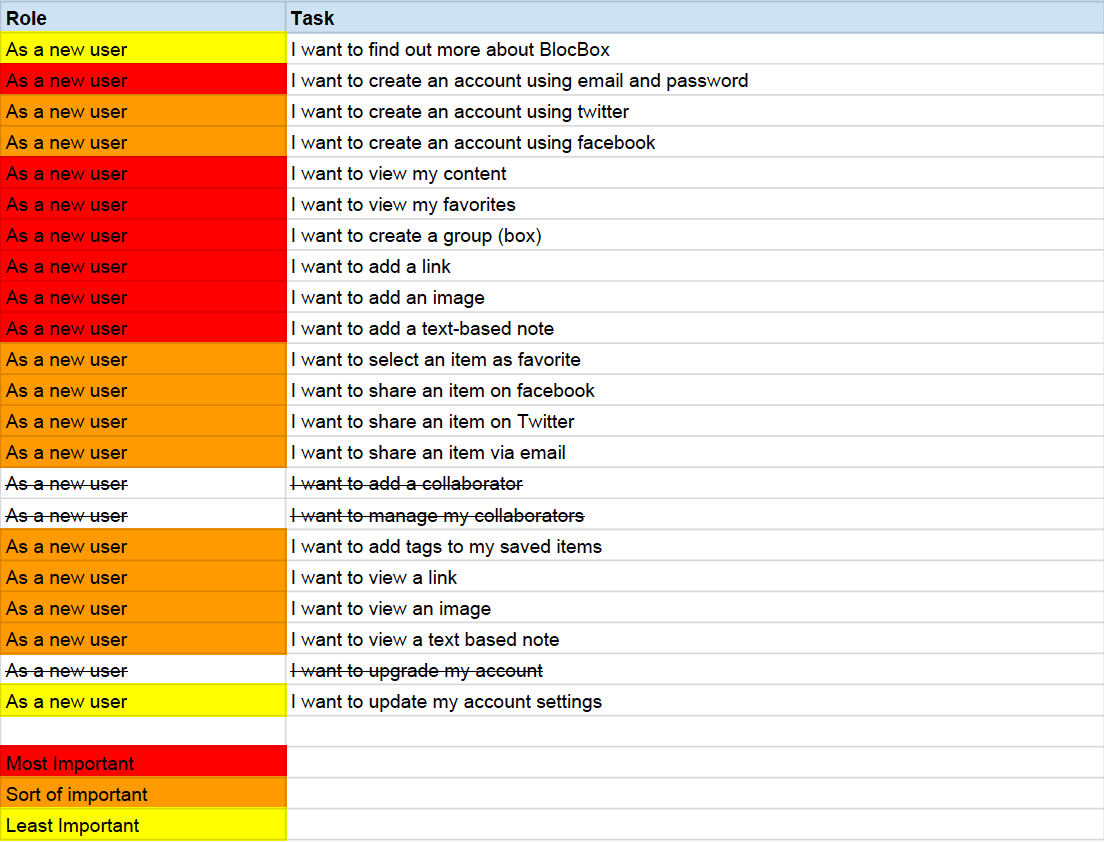 Role Task
As a new user I want to find out more about BlocBox
As a new user I want to create an account using email and password
As a new user I want to create an account using twitter
As a new user I want to create an account using facebook
As a new user I want to view my content
As a new user I want to view my favorites
As a new user I want to create a group (box)
As a new user I want to add a link
As a new user I want to add an image
As a new user I want to add a text-based note
As a new user I want to select an item as favorite
As a new user I want to share an item on facebook
As a new user I want to share an item on Twitter
As a new user I want to share an item via email
As a new user I want to add a collaborator
As a new user I want to manage my collaborators
As a new user I want to add tags to my saved items
As a new user I want to view a link
As a new user I want to view an image
As a new user I want to view a text based note
As a new user I want to upgrade my account
As a new user I want to update my account settings
Most Important
Sort of important
Least Important